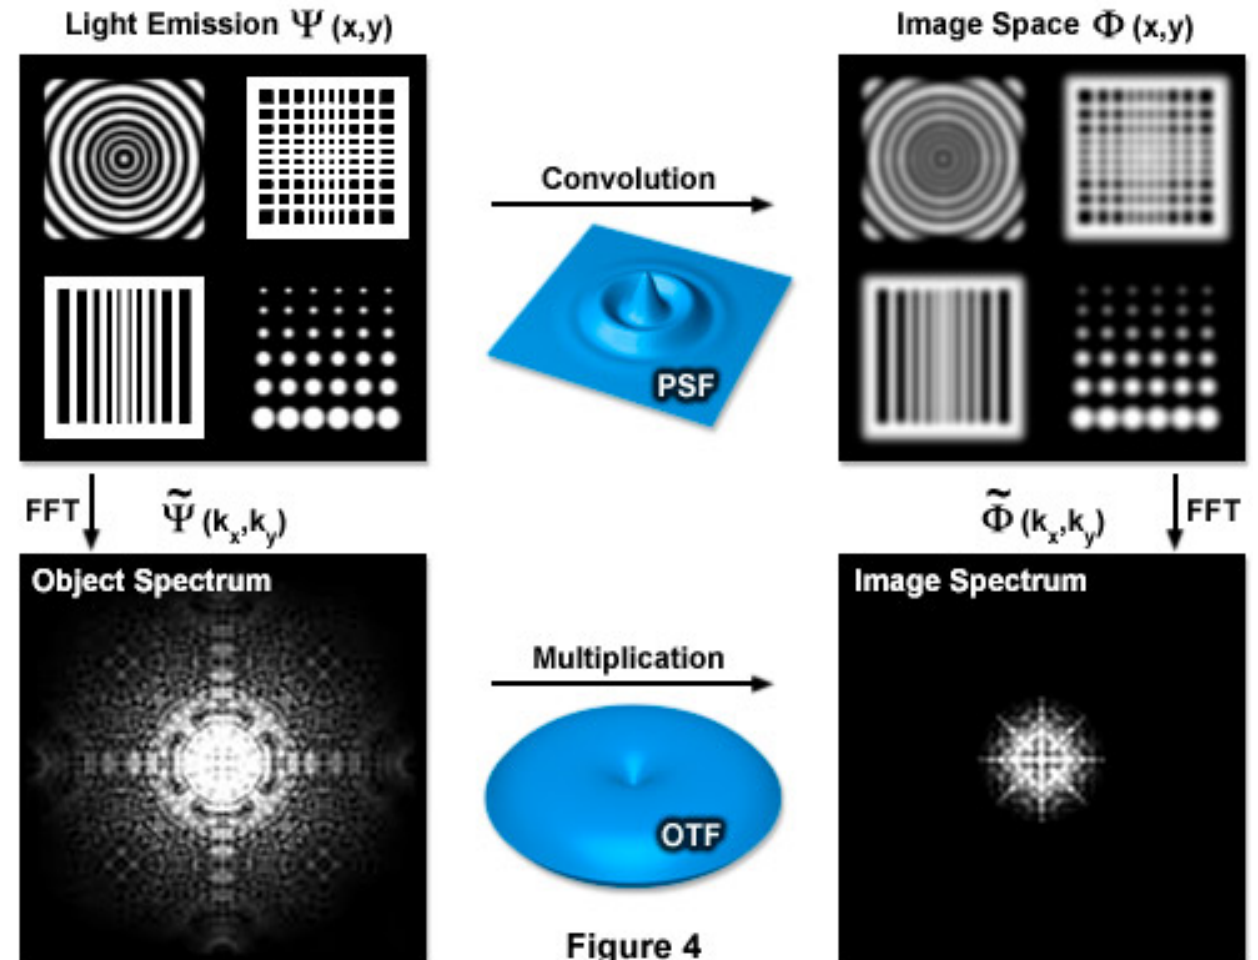 Light Emission Ψ (x,y)
Image Space Φ (x,y)
Convolution
PSF
FFT
Ψ̃ (kx,ky)
Φ̃ (kx,ky)
FFT
Object Spectrum
Image Spectrum
Multiplication
OTF
Figure 4